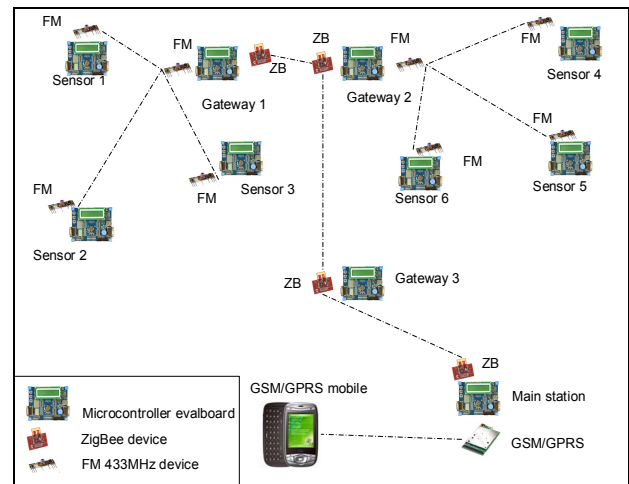 FM
FM
ZB
ZB
FM
FM
Sensor 1
Gateway 1
Gateway 2
Sensor 4
FM
FM
FM
FM
Sensor 3
Sensor 6
Sensor 5
Sensor 2
ZB
Gateway 3
ZB
GSM/GPRS mobile
Main station
Microcontroller evalboard
ZigBee device
GSM/GPRS
FM 433MHz device